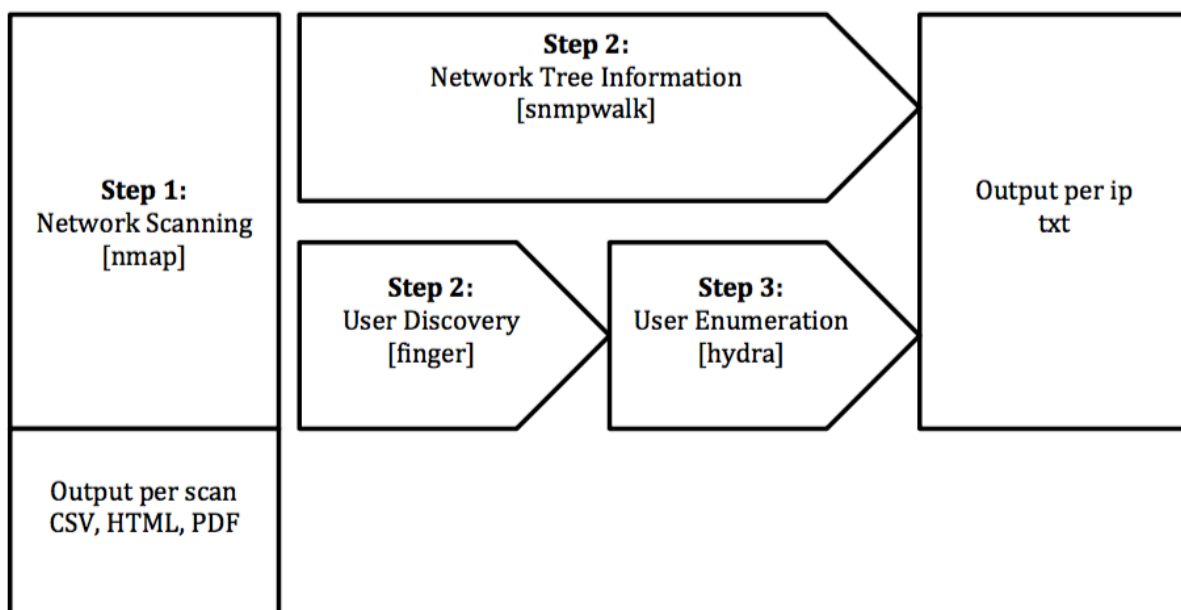 Step 1:
Network Scanning
[nmap]
Output per scan
CSV, HTML, PDF
Step 2:
Network Tree Information
[snmpwalk]
Step 2:
User Discovery
[finger]
Step 3:
User Enumeration
[hydra]
Output per ip
txt